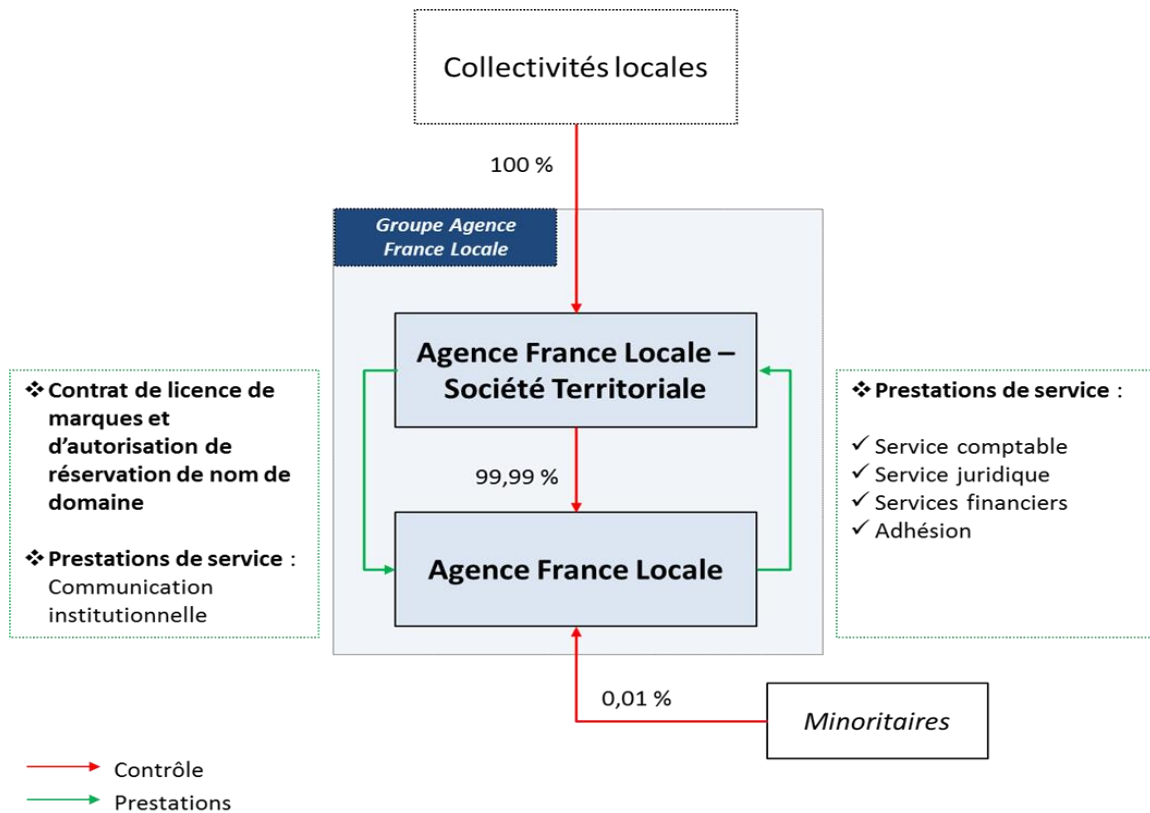 Collectivités locales
100 %
Groupe Agence
France Locale
Agence France Locale –
Société Territoriale
❖ Contrat de licence de
marques et
d'autorisation de
réservation de nom de
domaine
❖ Prestations de service :
Communication
institutionnelle
99,99 %
❖ Prestations de service :
✓ Service comptable
✓ Service juridique
✓ Services financiers
✓ Adhésion
Agence France Locale
0,01 %
Minoritaires
Contrôle
Prestations